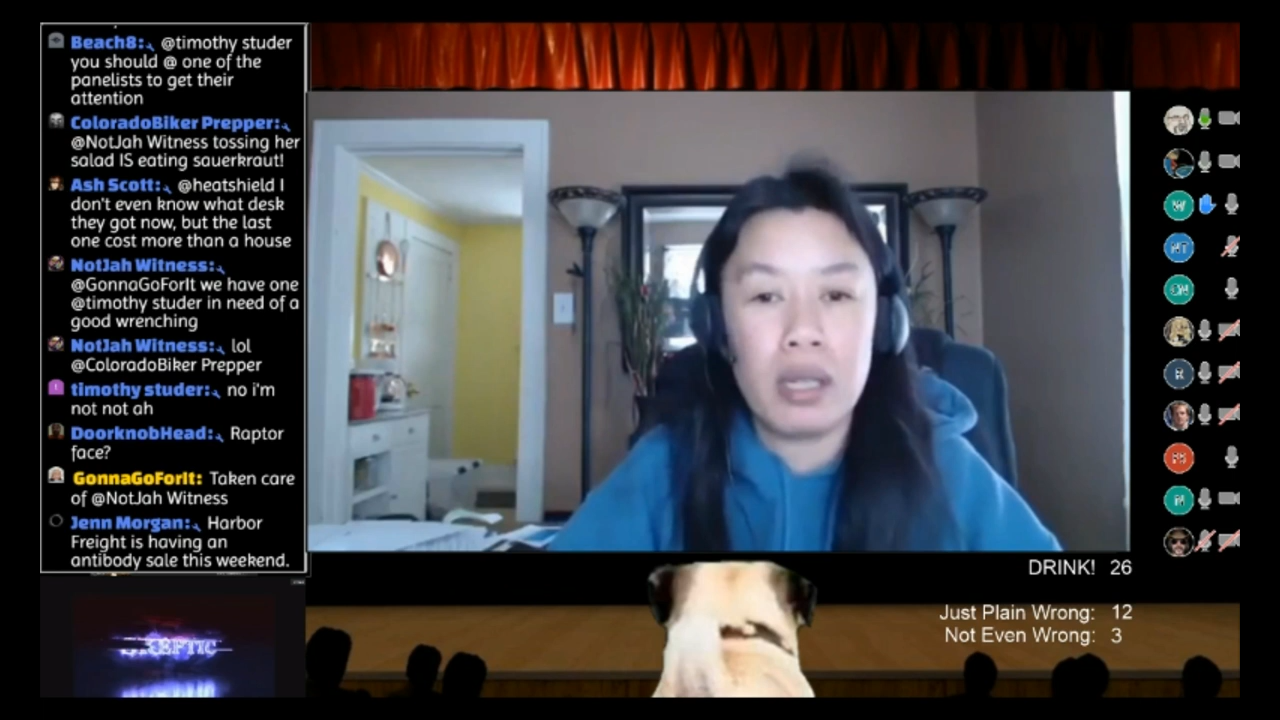 Beach8: @timothy studer
you should @ one of the
panelists to get their
attention
ColoradoBiker Prepper:
@NotJah Witness tossing her
salad IS eating sauerkraut!
Ash Scott: @heatshield I
don't even know what desk
they got now, but the last
one cost more than a house
NotJah Witness:
@GonnaGoForIt we have one
@timothy studer in need of a
good wrenching
NotJah Witness: lol
@ColoradoBiker Prepper
timothy studer: no i'm
not not ah
DoorknobHead: Raptor
face?
GonnaGoForIt: Taken care
of @NotJah Witness
Jenn Morgan: Harbor
Freight is having an
antibody sale this weekend.
DRINK! 26
Just Plain Wrong: 12
Not Even Wrong: 3